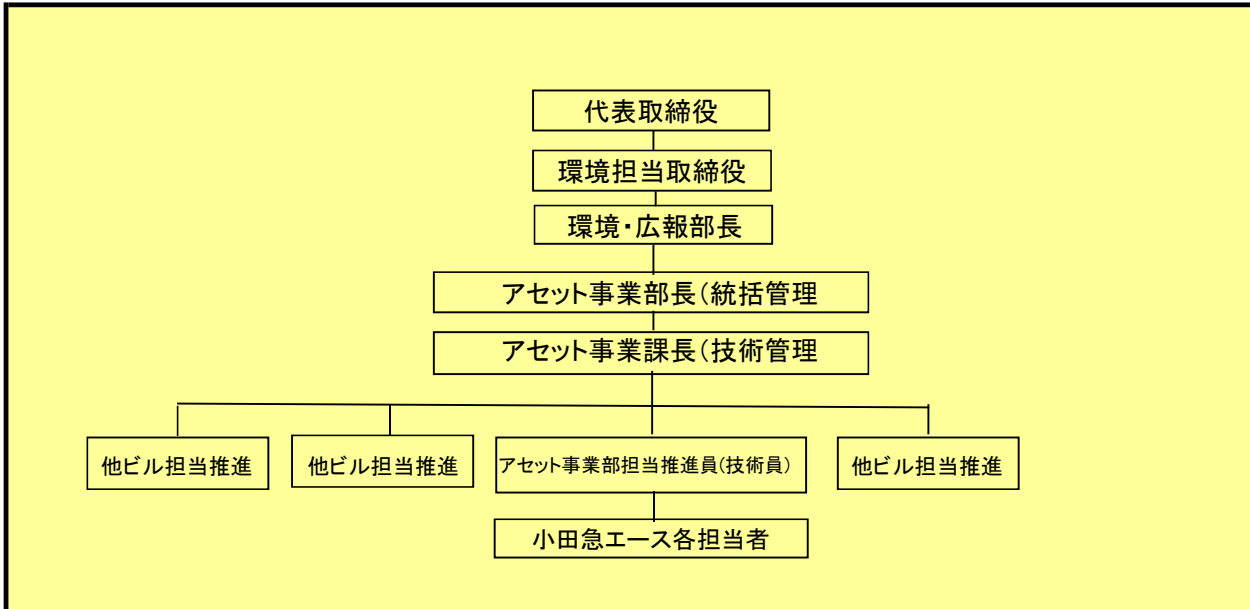 代表取締役
環境担当取締役
環境・広報部長
アセット事業部長(統括管理
アセット事業課長(技術管理
他ビル担当推進
他ビル担当推進
アセット事業部担当推進員(技術員)
他ビル担当推進
小田急エース各担当者